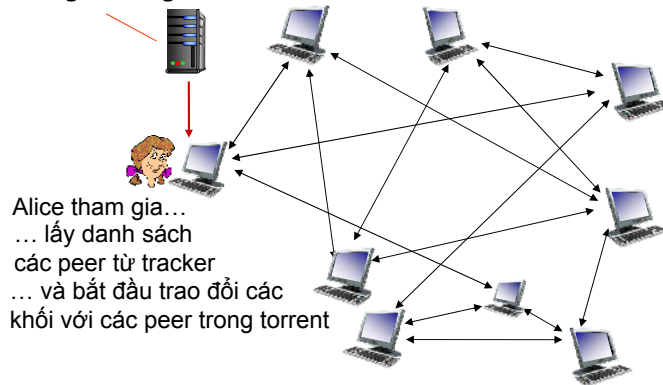 Alice tham gia…
… lấy danh sách
các peer từ tracker
… và bắt đầu trao đổi các
khối với các peer trong torrent